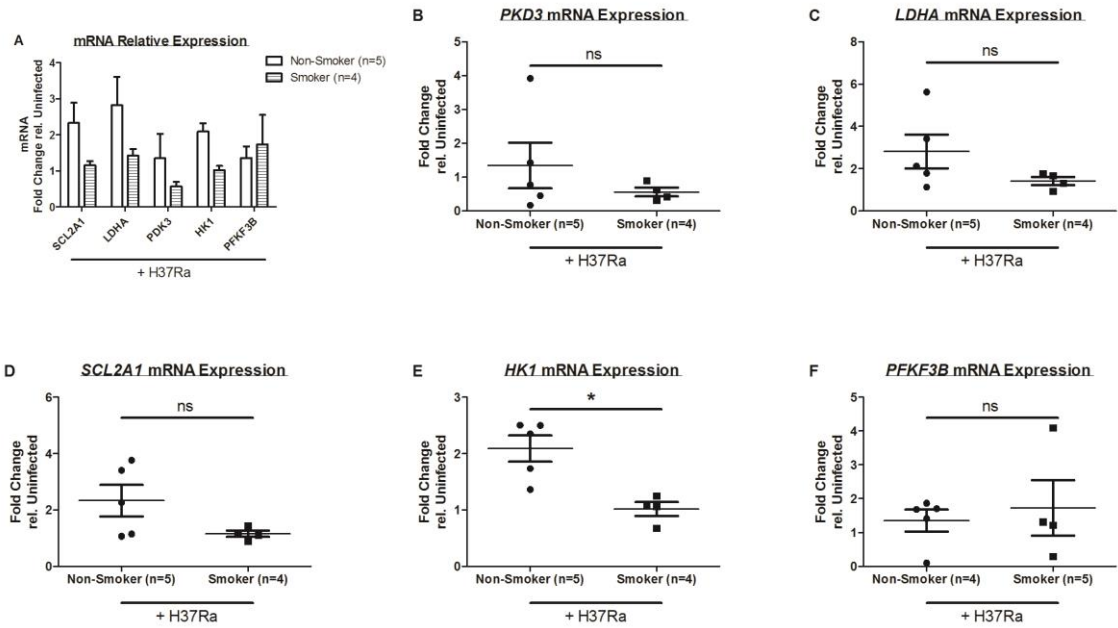 A
mRNA Relative Expression
mRNA
Fold Change rel. Uninfected
4
3
2
1
0
Non-Smoker (n=5)
Smoker (n=4)
SCL2A1
LDHA
PDK3
HK1
PFKF3B
+ H37Ra
B
PKD3 mRNA Expression
Fold Change
rel. Uninfected
5
4
3
2
1
0
ns
Non-Smoker (n=5)
Smoker (n=4)
+ H37Ra
C
LDHA mRNA Expression
Fold Change
rel. Uninfected
8
6
4
2
0
ns
Non-Smoker (n=5)
Smoker (n=4)
+ H37Ra
D
SCL2A1 mRNA Expression
Fold Change
rel. Uninfected
6
4
2
0
ns
Non-Smoker (n=5)
Smoker (n=4)
+ H37Ra
E
HK1 mRNA Expression
Fold Change
rel. Uninfected
3
2
1
0
*
Non-Smoker (n=5)
Smoker (n=4)
+ H37Ra
F
PFKF3B mRNA Expression
Fold Change
rel. Uninfected
5
4
3
2
1
0
ns
Non-Smoker (n=4)
Smoker (n=5)
+ H37Ra